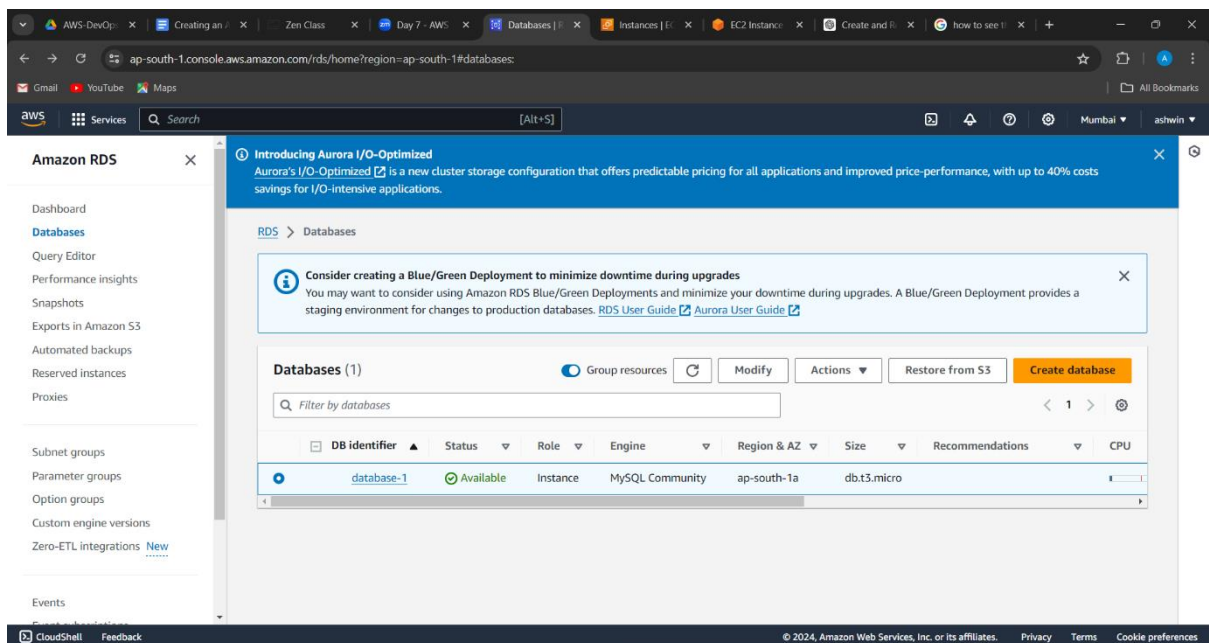 AWS-DevOp
Creating an A
Zen Class
Day 7 - AWS
Databases | R
Instances | EC
EC2 Instance
Create and R
how to see t
ap-south-1.console.aws.amazon.com/rds/home?region=ap-south-1#databases:
Gmail YouTube Maps
All Bookmarks
aws Services Search [Alt+S] Mumbai ashwin
Amazon RDS
Dashboard
Databases
Query Editor
Performance insights
Snapshots
Exports in Amazon S3
Automated backups
Reserved instances
Proxies
Subnet groups
Parameter groups
Option groups
Custom engine versions
Zero-ETL integrations New
Events
Introducing Aurora I/O-Optimized
Aurora's I/O-Optimized is a new cluster storage configuration that offers predictable pricing for all applications and improved price-performance, with up to 40% costs
savings for I/O-intensive applications.
RDS > Databases
Consider creating a Blue/Green Deployment to minimize downtime during upgrades
You may want to consider using Amazon RDS Blue/Green Deployments and minimize your downtime during upgrades. A Blue/Green Deployment provides a
staging environment for changes to production databases. RDS User Guide Aurora User Guide
Databases (1) Group resources Modify Actions Restore from S3 Create database
Filter by databases
1
DB identifier Status Role Engine Region & AZ Size Recommendations CPU
database-1 Available Instance MySQL Community ap-south-1a db.t3.micro
CloudShell Feedback © 2024, Amazon Web Services, Inc. or its affiliates. Privacy Terms Cookie preferences